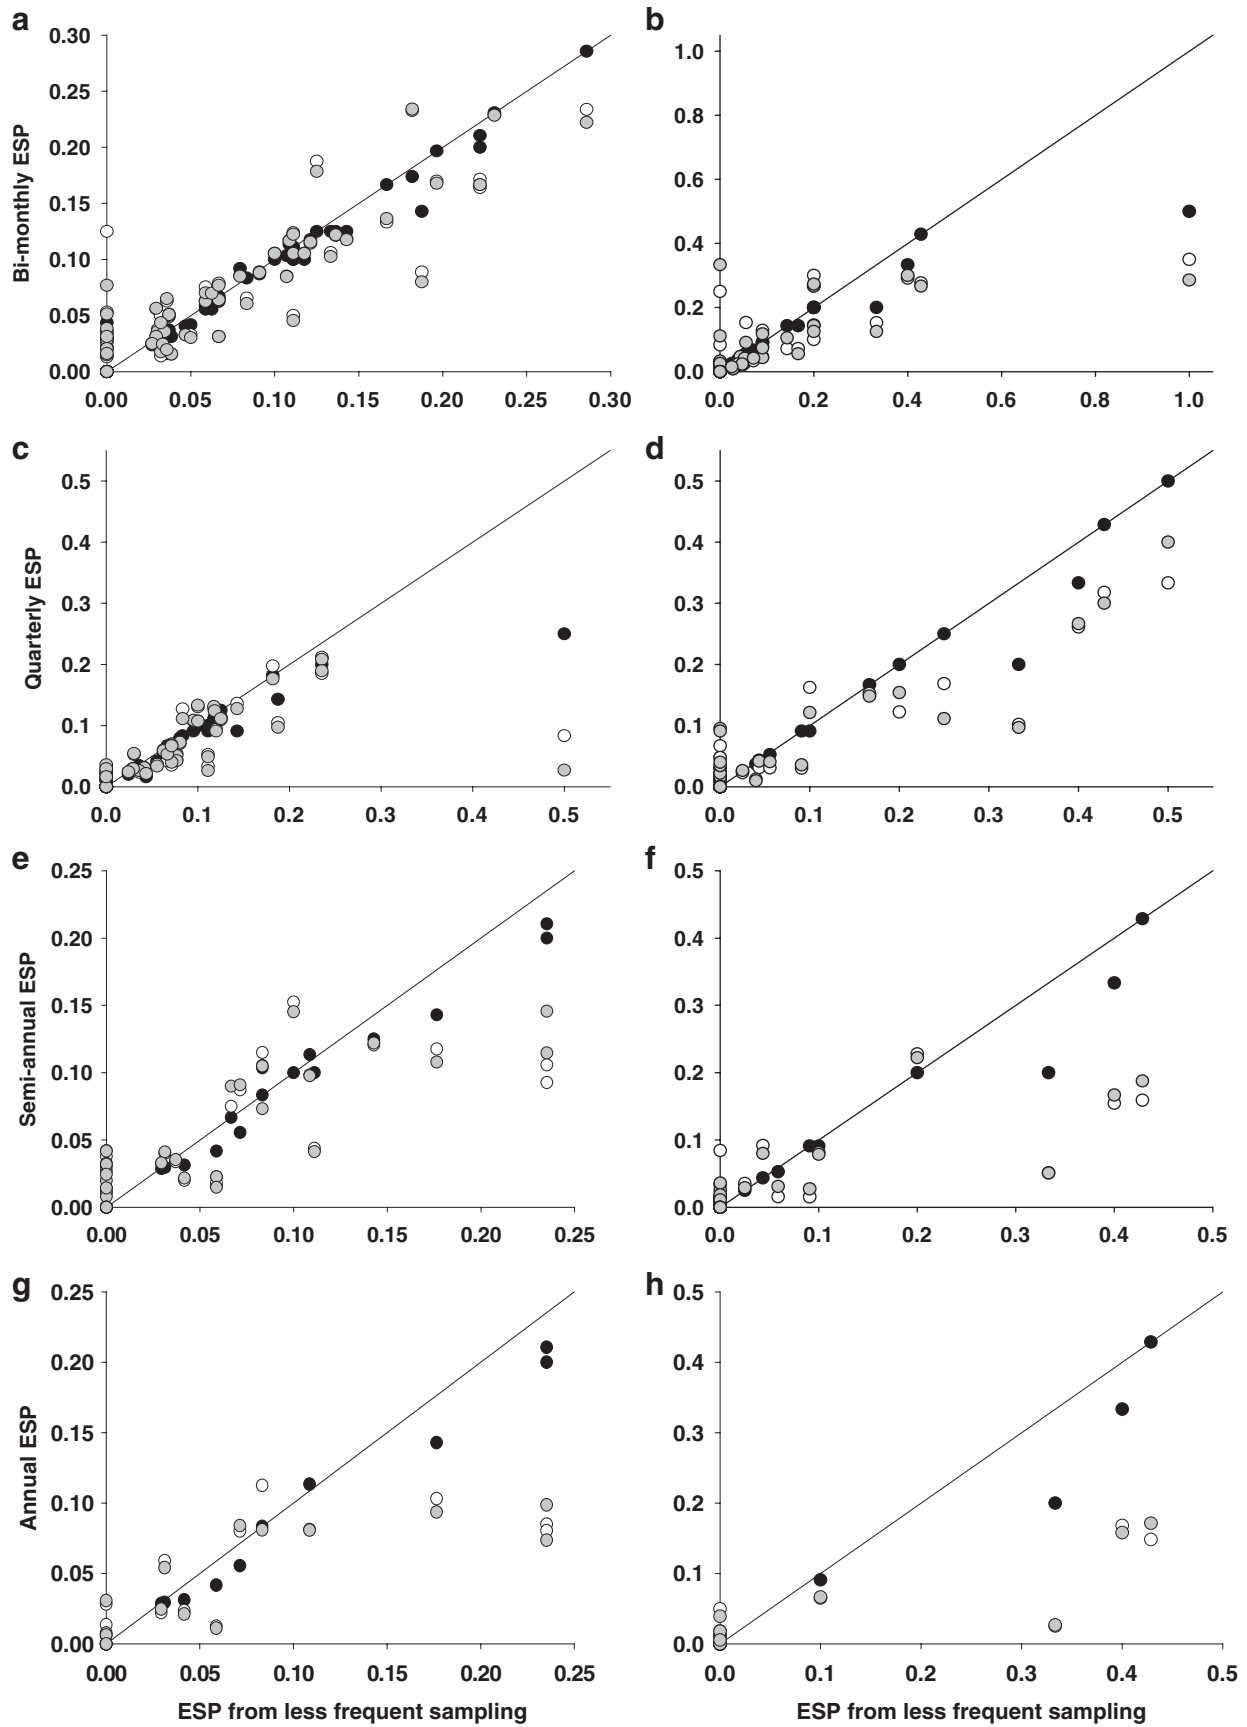 a
b
Bi-monthly ESP
0.30
0.25
0.20
0.15
0.10
0.05
0.00
0.00 0.05 0.10 0.15 0.20 0.25 0.30
1.0
0.8
0.6
0.4
0.2
0.0
0.0 0.2 0.4 0.6 0.8 1.0
c
d
Quarterly ESP
0.5
0.4
0.3
0.2
0.1
0.0
0.0 0.1 0.2 0.3 0.4 0.5
0.5
0.4
0.3
0.2
0.1
0.0
0.0 0.1 0.2 0.3 0.4 0.5
e
f
Semi-annual ESP
0.25
0.20
0.15
0.10
0.05
0.00
0.00 0.05 0.10 0.15 0.20 0.25
0.5
0.4
0.3
0.2
0.1
0.0
0.0 0.1 0.2 0.3 0.4 0.5
g
h
Annual ESP
0.25
0.20
0.15
0.10
0.05
0.00
0.00 0.05 0.10 0.15 0.20 0.25
ESP from less frequent sampling
0.5
0.4
0.3
0.2
0.1
0.0
0.0 0.1 0.2 0.3 0.4 0.5
ESP from less frequent sampling